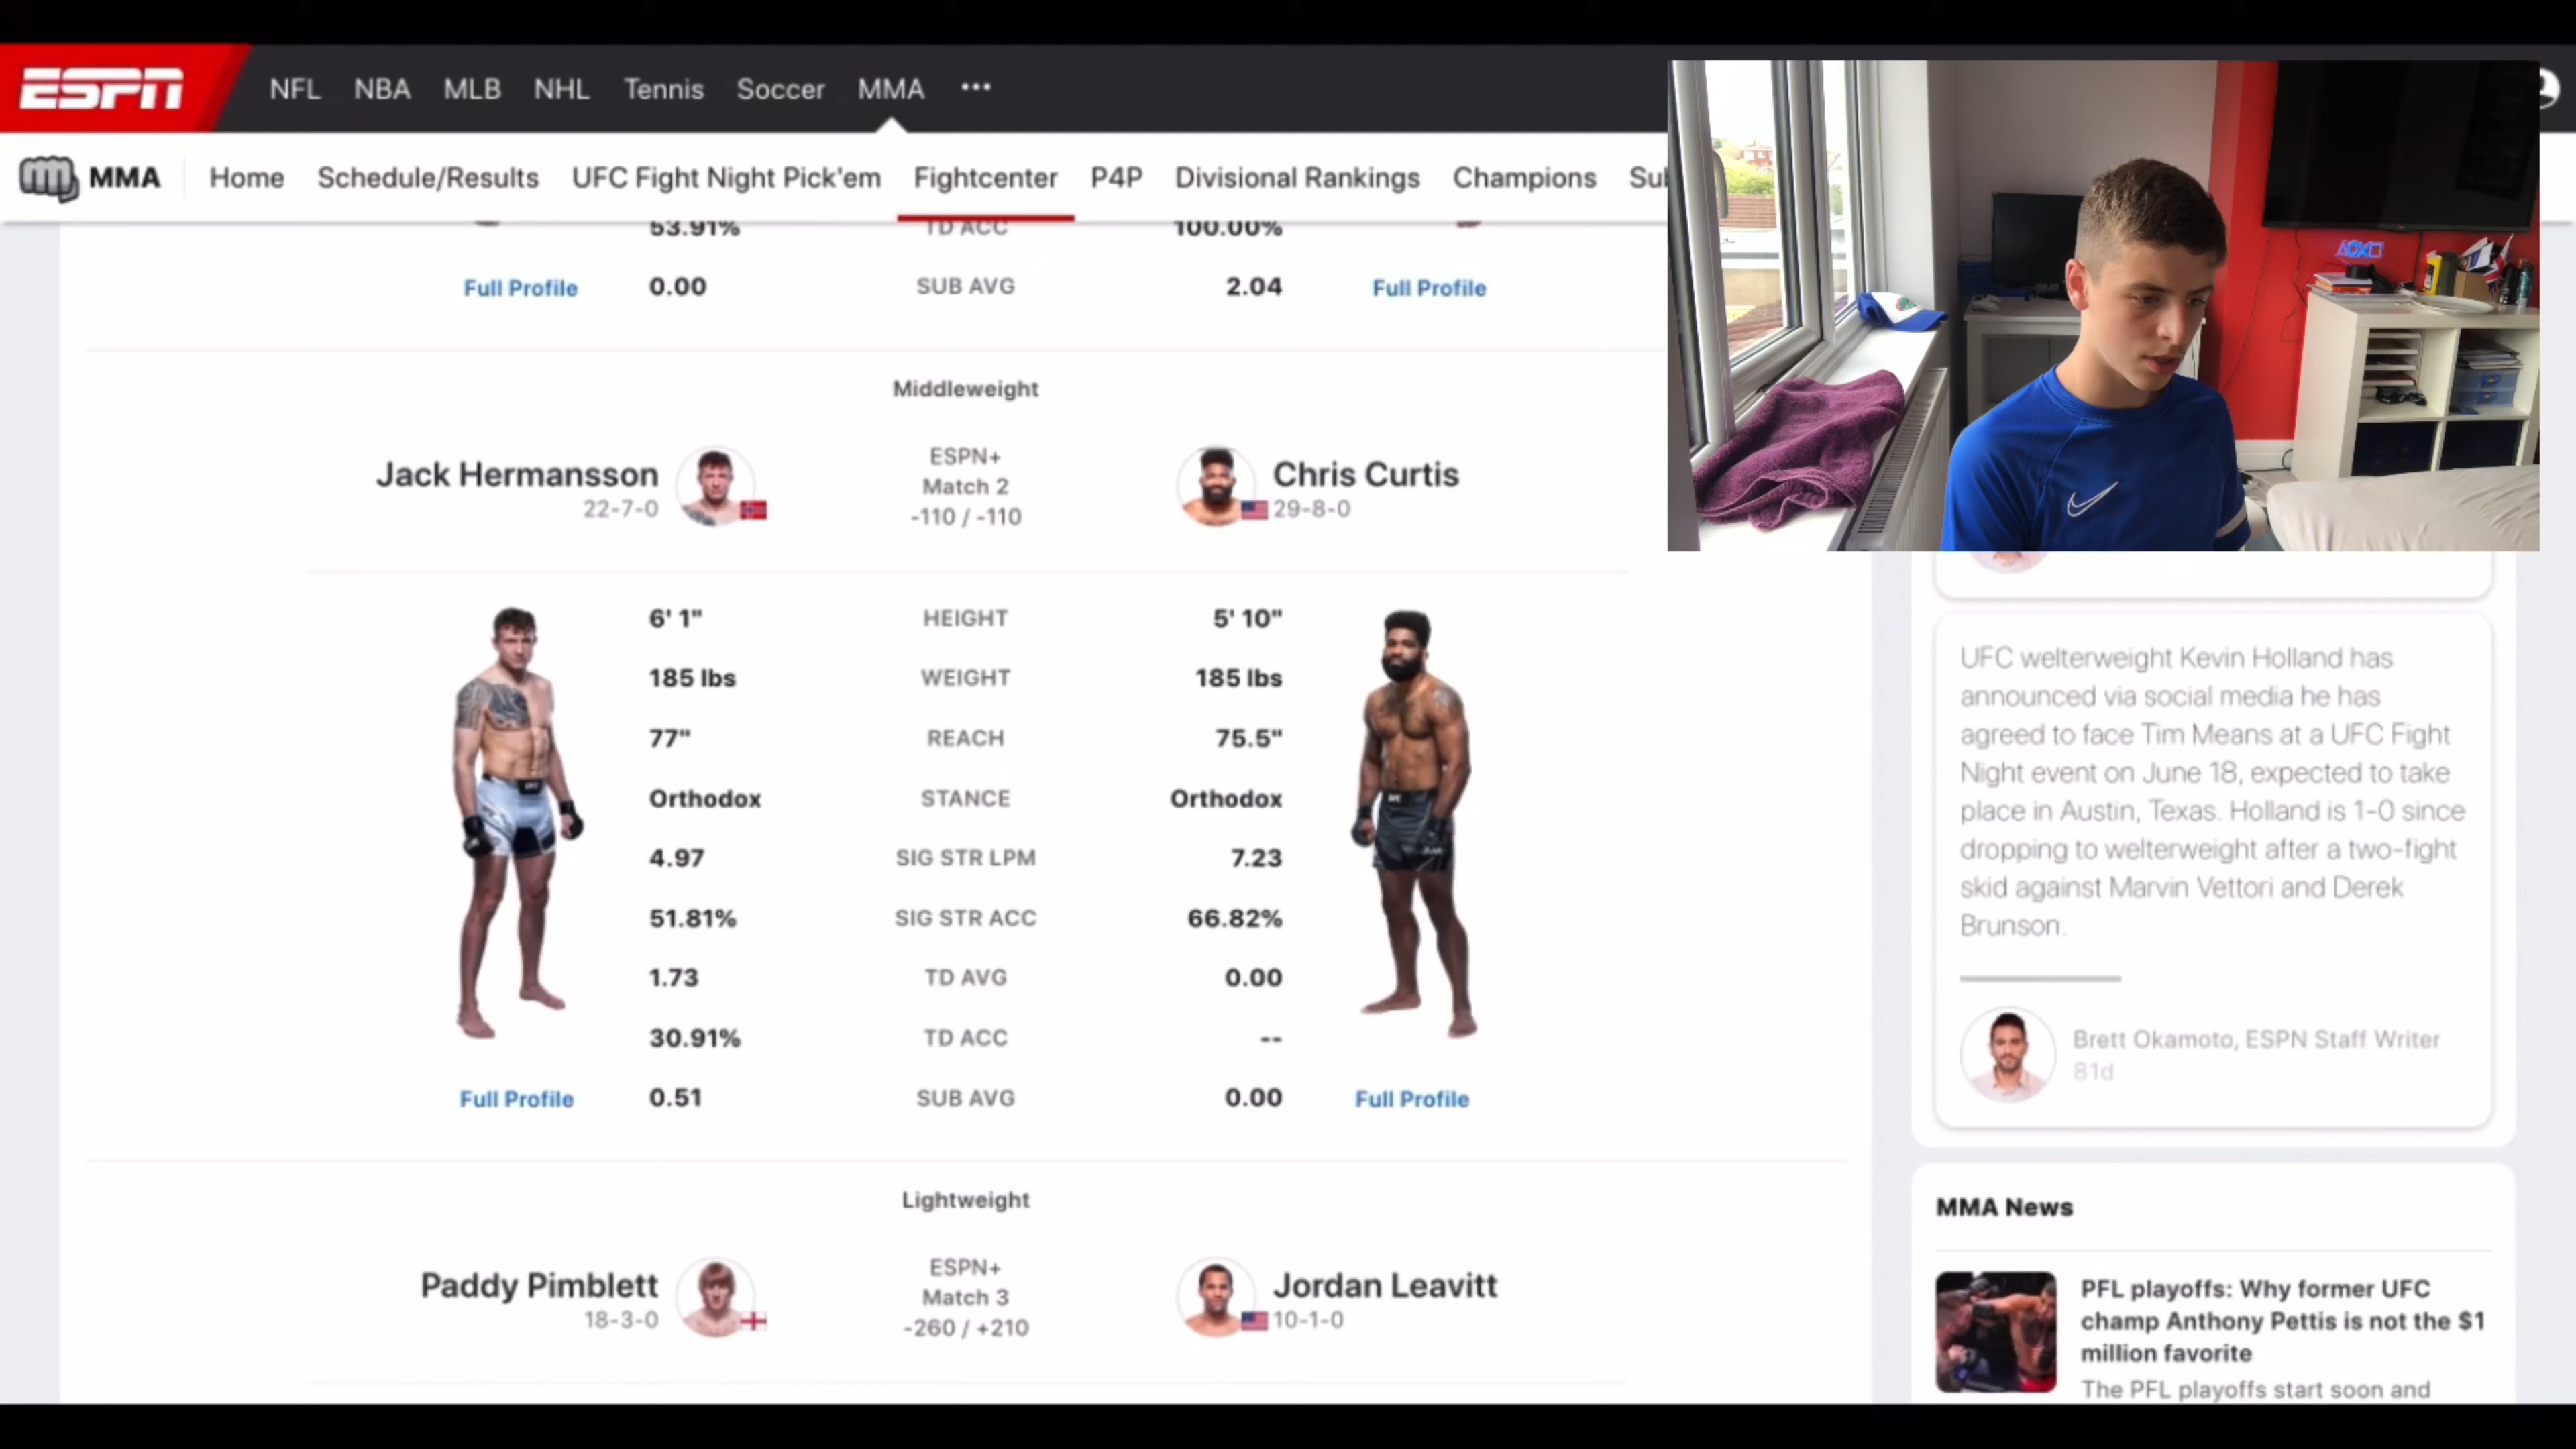 ESPN
NFL NBA MLB NHL Tennis Soccer MMA •••
MMA Home Schedule/Results UFC Fight Night Pick'em Fightcenter P4P Divisional Rankings Champions
53.91% TD ACC 100.00%
Full Profile 0.00 SUB AVG 2.04 Full Profile
Middleweight
Jack Hermansson
22-7-0
ESPN+
Match 2
-110 / -110
Chris Curtis
29-8-0
6' 1" HEIGHT 5' 10"
185 lbs WEIGHT 185 lbs
77" REACH 75.5"
Orthodox STANCE Orthodox
4.97 SIG STR LPM 7.23
51.81% SIG STR ACC 66.82%
1.73 TD AVG 0.00
30.91% TD ACC --
Full Profile 0.51 SUB AVG 0.00 Full Profile
Lightweight
Paddy Pimblett
18-3-0
ESPN+
Match 3
-260 / +210
Jordan Leavitt
10-1-0
UFC welterweight Kevin Holland has
announced via social media he has
agreed to face Tim Means at a UFC Fight
Night event on June 18, expected to take
place in Austin, Texas. Holland is 1-0 since
dropping to welterweight after a two-fight
skid against Marvin Vettori and Derek
Brunson.
Brett Okamoto, ESPN Staff Writer
81d
MMA News
PFL playoffs: Why former UFC
champ Anthony Pettis is not the $1
million favorite
The PFL playoffs start soon and